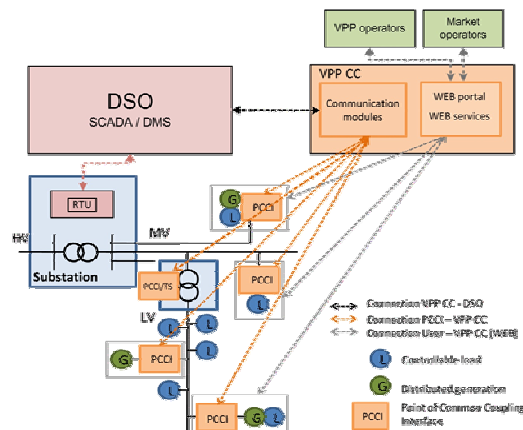 VPP operators
Market
operators
VPP CC
DSO
SCADA / DMS
Communication
modules
WEB portal
WEB services
RTU
G
L
PCCI
HV
MV
Substation
PCCI/TS
PCCI
L
LV
L
L
L
G
PCCI
L
PCCI
G
L
Connection VPP CC - DSO
Connection PCCI – VPP CC
Connection User – VPP CC [WEB]
L
Controllable load
G
Distributed generation
PCCI
Point of Common Coupling
Interface